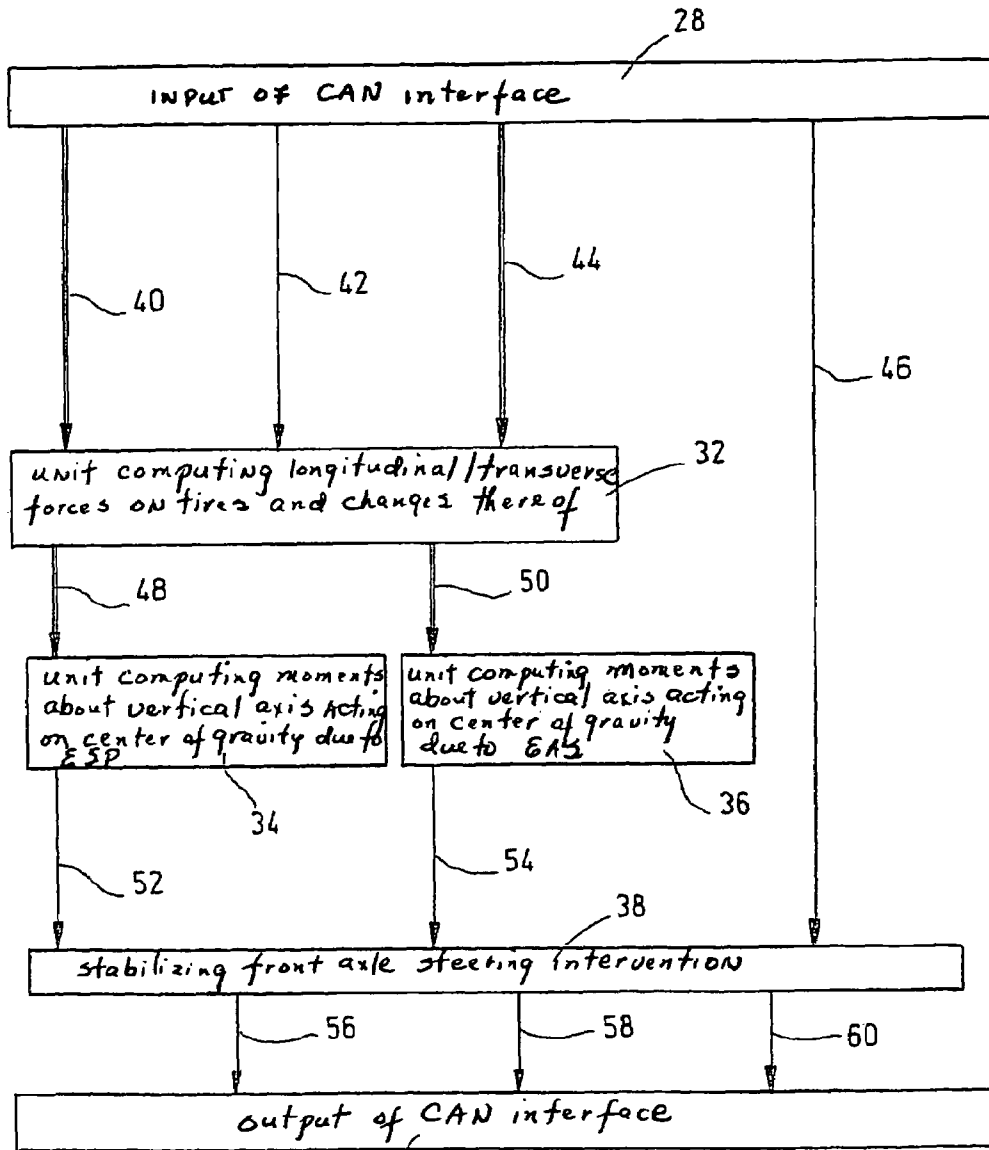 28
INPUT OF CAN interface
40
42
44
46
unit computing longitudinal/transverse
forces on tires and changes there of
32
48
50
unit computing moments
about vertical axis acting
on center of gravity due to
ESP
unit computing moments
about vertical axis acting
on center of gravity
due to EAS
34
36
52
54
38
stabilizing front axle steering intervention
56
58
60
output of CAN interface